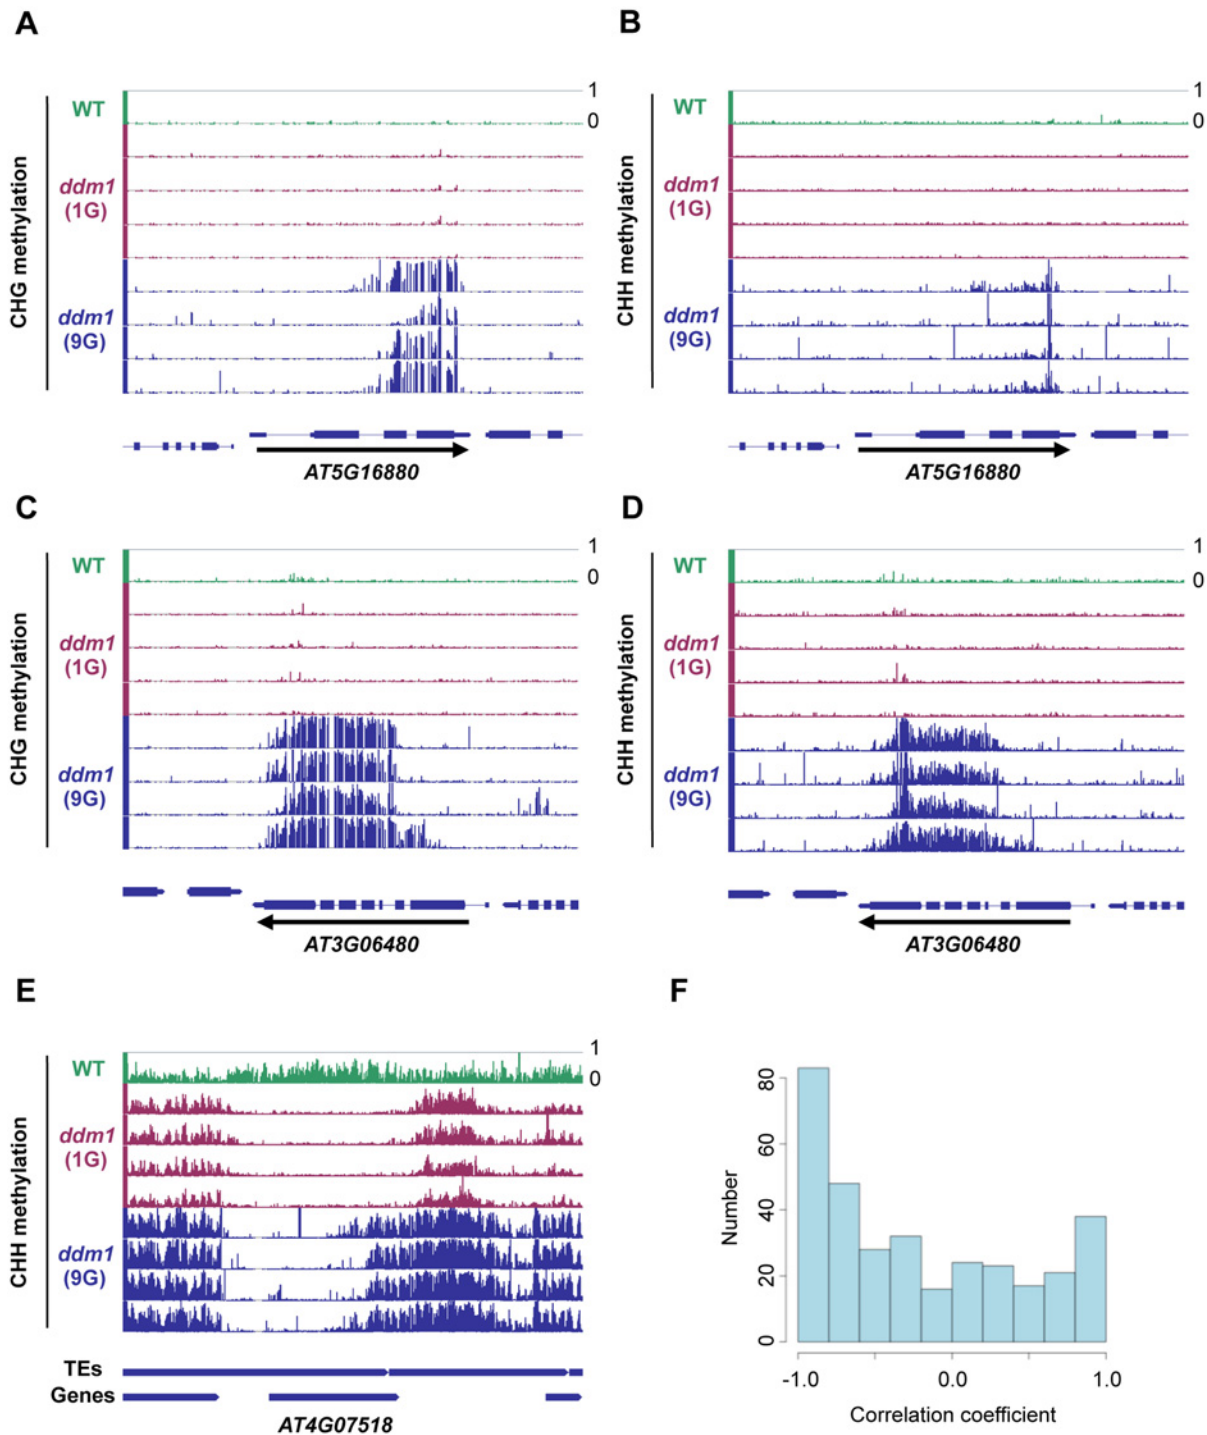 A
CHG methylation
WT
1
0
ddm1
(1G)
ddm1
(9G)
AT5G16880
B
CHH methylation
WT
1
0
ddm1
(1G)
ddm1
(9G)
AT5G16880
C
CHG methylation
WT
1
0
ddm1
(1G)
ddm1
(9G)
AT3G06480
D
CHH methylation
WT
1
0
ddm1
(1G)
ddm1
(9G)
AT3G06480
E
CHH methylation
WT
1
0
ddm1
(1G)
ddm1
(9G)
TEs
Genes
AT4G07518
F
Number
80
60
40
20
0
-1.0 0.0 1.0
Correlation coefficient